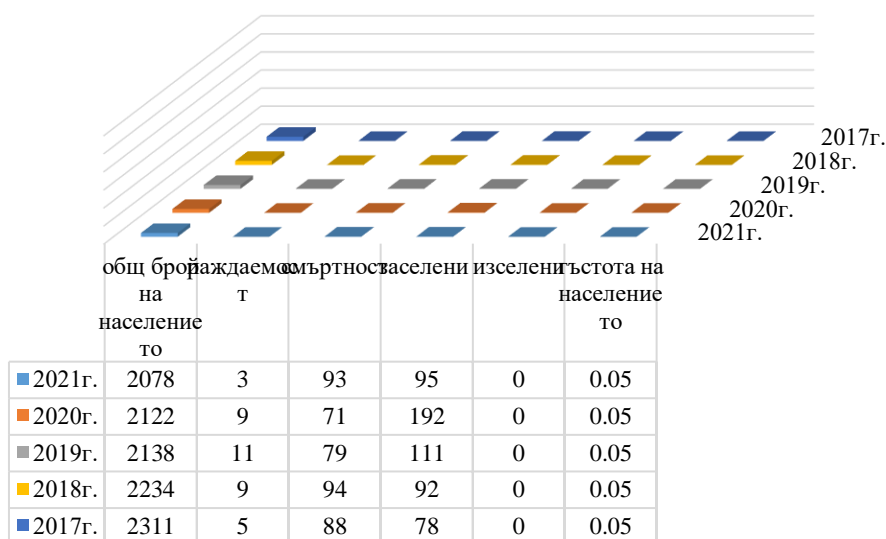 2017г.
2018г.
2019г.
2020г.
2021г.
общ брой раждаемос смъртност заселени изселени гъстота на
на т население
население то
то
2021г. 2078 3 93 95 0 0.05
2020г. 2122 9 71 192 0 0.05
2019г. 2138 11 79 111 0 0.05
2018г. 2234 9 94 92 0 0.05
2017г. 2311 5 88 78 0 0.05